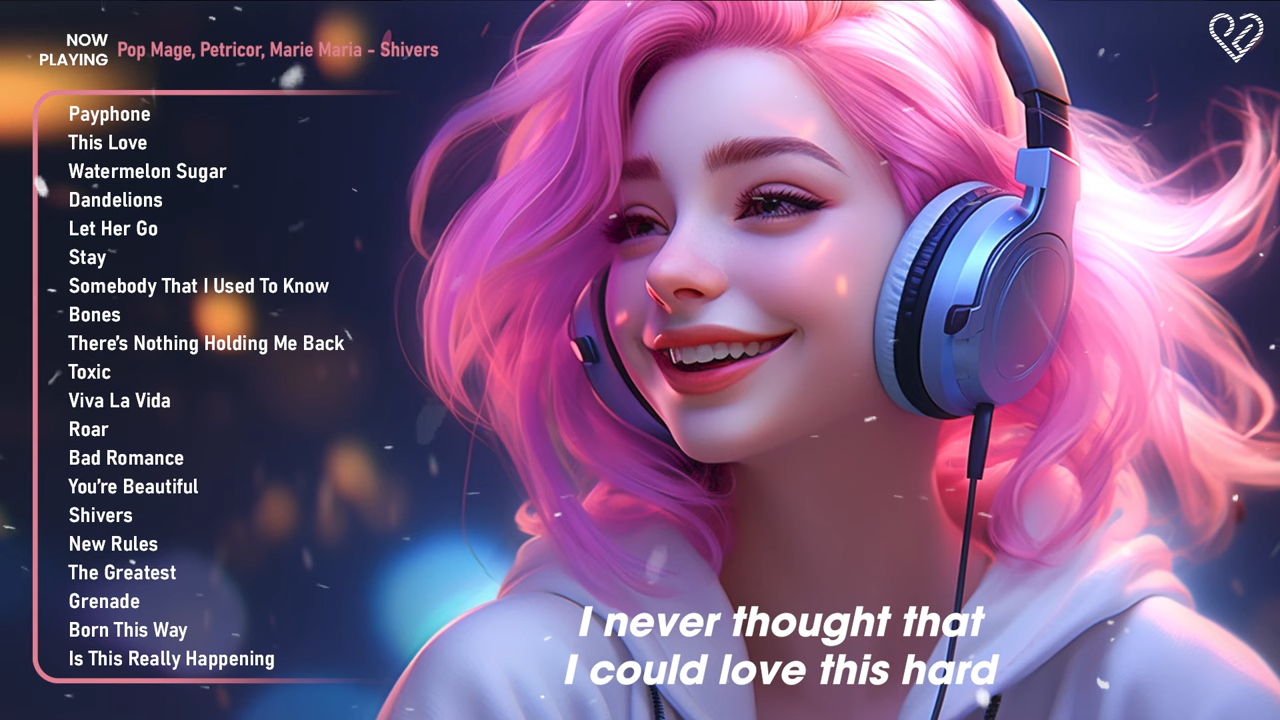 NOW
PLAYING
Pop Mage, Petricor, Marie Maria - Shivers
Payphone
This Love
Watermelon Sugar
Dandelions
Let Her Go
Stay
Somebody That I Used To Know
Bones
There's Nothing Holding Me Back
Toxic
Viva La Vida
Roar
Bad Romance
You're Beautiful
Shivers
New Rules
The Greatest
Grenade
Born This Way
Is This Really Happening
I never thought that
I could love this hard